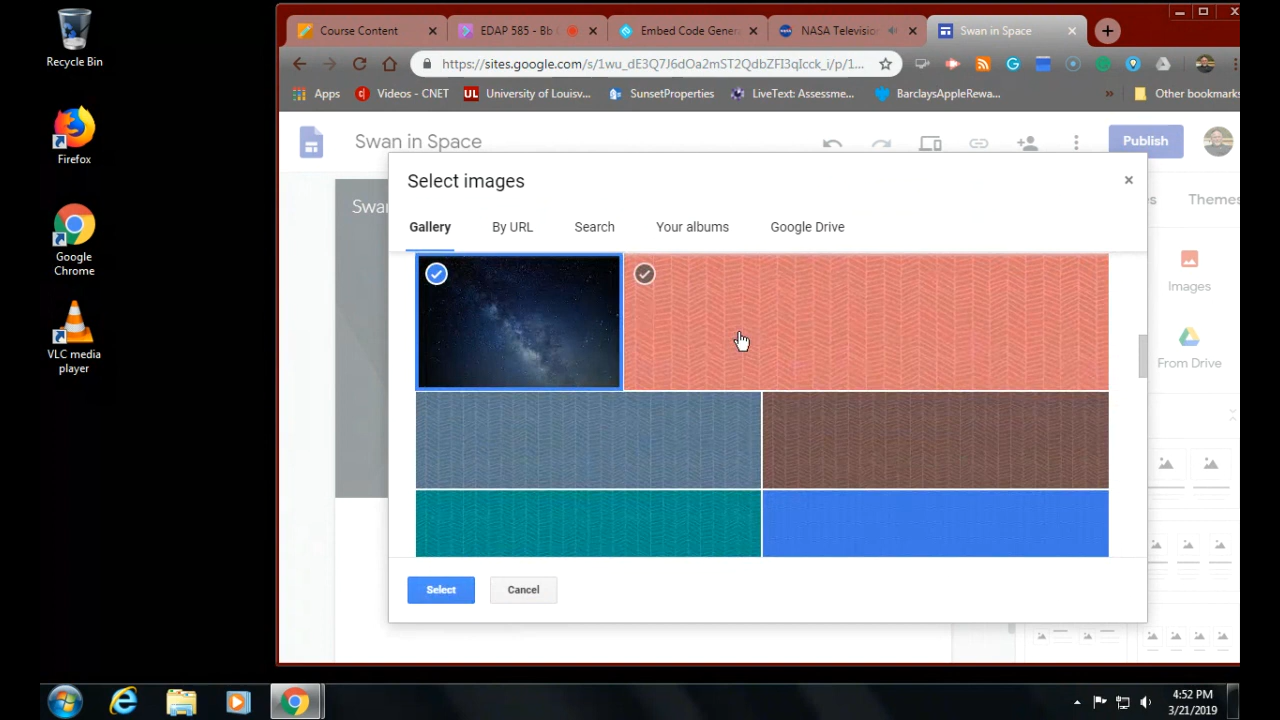 Recycle Bin
Firefox
Google
Chrome
VLC media
player
Course Content
EDAP 585 - Bb C
Embed Code Gener
NASA Television
Swan in Space
https://sites.google.com/s/1wu_dE3Q7J6dOa2mST2QdbZFI3qIcck_i/p/1...
Apps
Videos - CNET
UL University of Louisv...
SunsetProperties
LiveText: Assessme...
BarclaysAppleRewa...
»
Other bookmarks
Swan in Space
Publish
Swa
Select images
Gallery
By URL
Search
Your albums
Google Drive
Themes
Images
From Drive
Select
Cancel
4:52 PM
3/21/2019